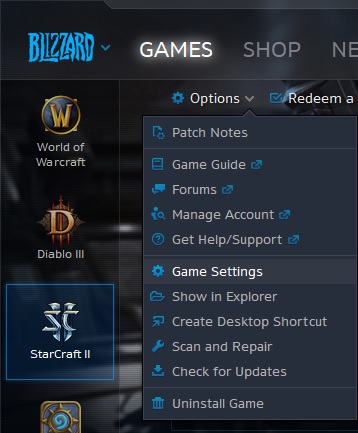 BLIZZARD
GAMES SHOP
Options Redeem a
World of
Warcraft
Diablo III
StarCraft II
Patch Notes
Game Guide
Forums
Manage Account
Get Help/Support
Game Settings
Show in Explorer
Create Desktop Shortcut
Scan and Repair
Check for Updates
Uninstall Game